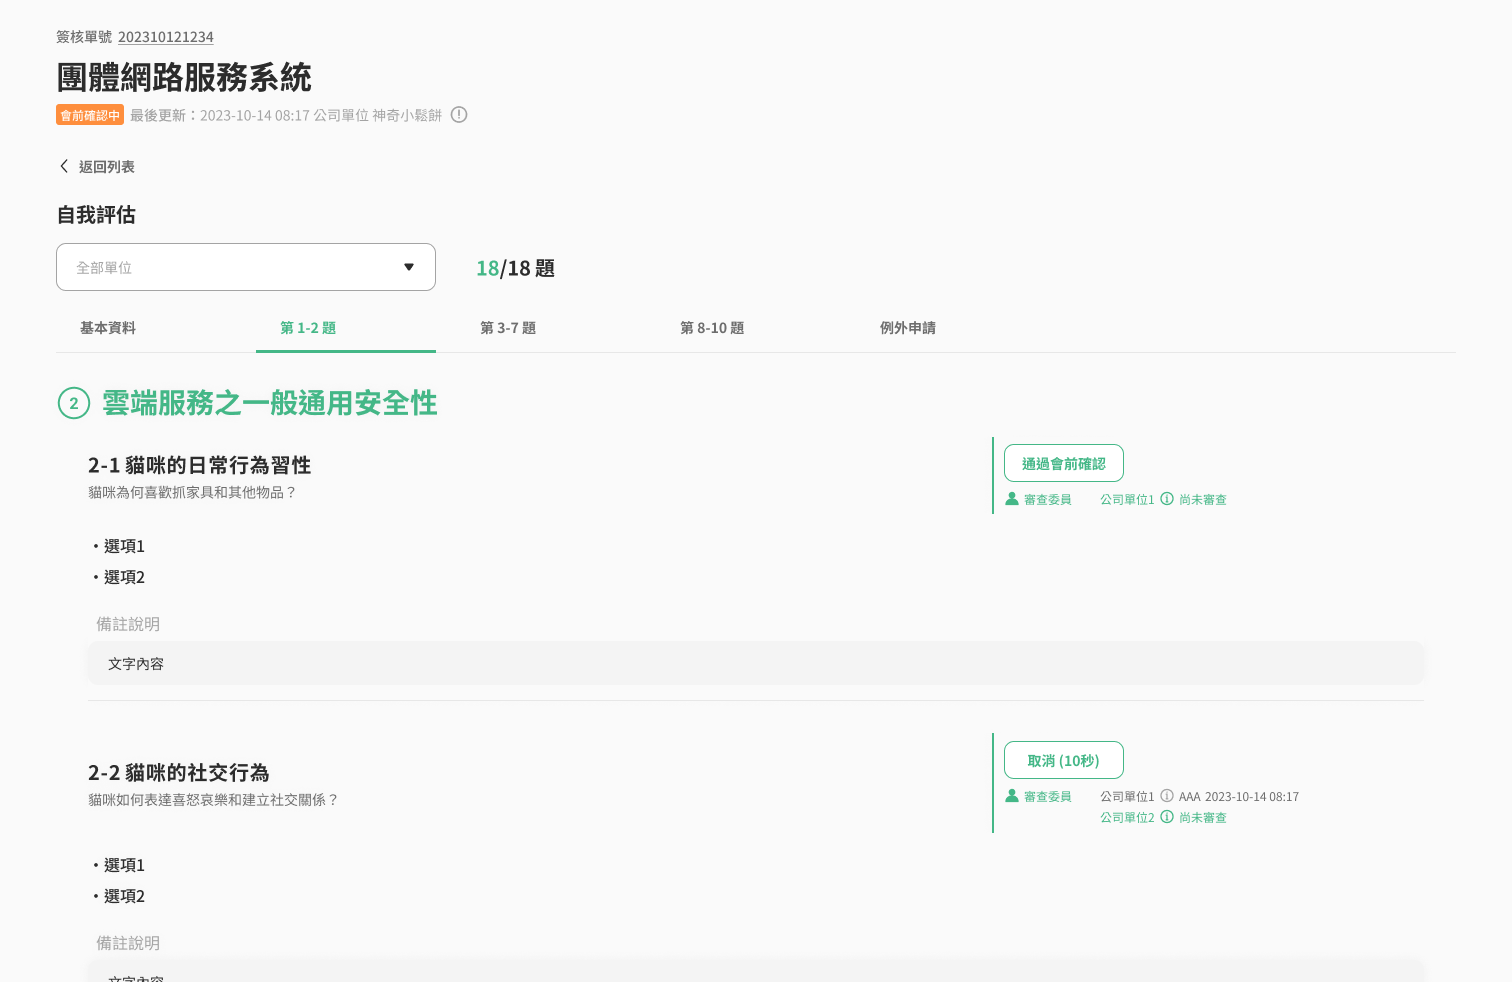 簽核單號 202310121234
團體網路服務系統
會前確認中 最後更新：2023-10-14 08:17 公司單位 神奇小鬆餅
返回列表
自我評估
全部單位
18/18 題
基本資料 第 1-2 題 第 3-7 題 第 8-10 題 例外申請
2 雲端服務之一般通用安全性
2-1 貓咪的日常行為習性
貓咪為何喜歡抓家具和其他物品？
通過會前確認
審查委員 公司單位1 尚未審查
・選項1
・選項2
備註說明
文字內容
2-2 貓咪的社交行為
貓咪如何表達喜怒哀樂和建立社交關係？
取消 (10秒)
審查委員 公司單位1 AAA 2023-10-14 08:17
公司單位2 尚未審查
・選項1
・選項2
備註說明
文字內容